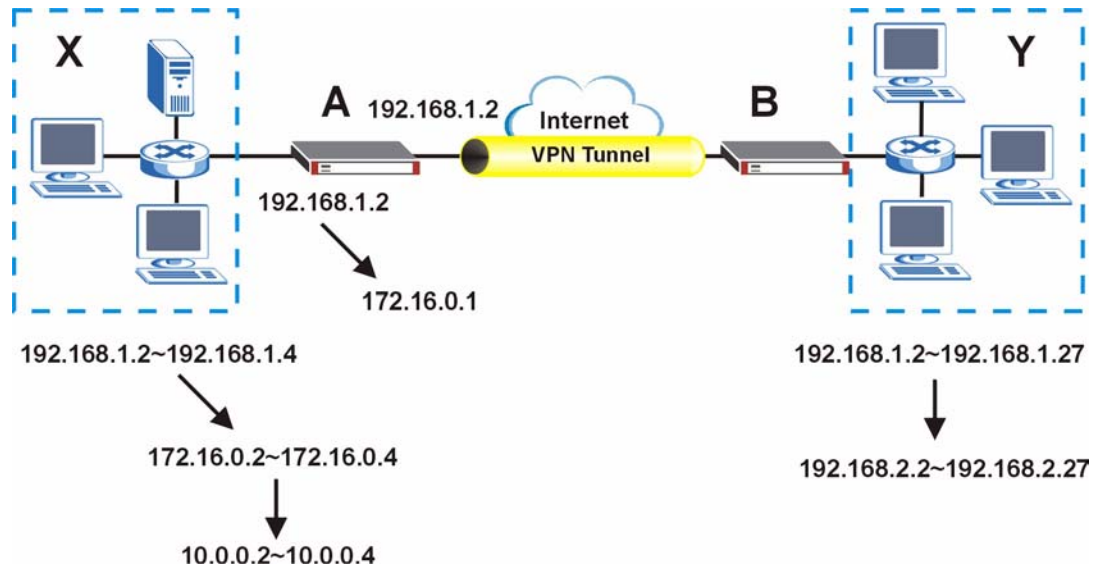 X
A
192.168.1.2
Internet
VPN Tunnel
B
Y
192.168.1.2
172.16.0.1
192.168.1.2~192.168.1.4
172.16.0.2~172.16.0.4
10.0.0.2~10.0.0.4
192.168.1.2~192.168.1.27
192.168.2.2~192.168.2.27